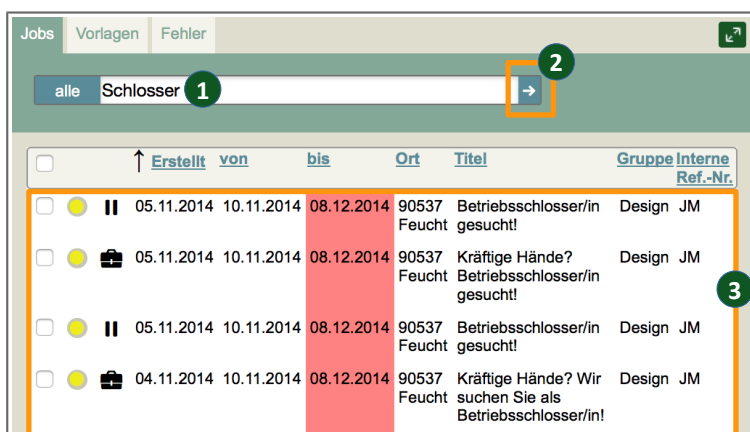 Jobs Vorlagen Fehler
2
alle Schlosser 1 →
↑ Erstellt von bis Ort Titel Gruppe Interne
Ref.-Nr.
05.11.2014 10.11.2014 08.12.2014 90537 Betriebsschlosser/in Design JM
Feucht gesucht!
05.11.2014 10.11.2014 08.12.2014 90537 Kräftige Hände? Design JM
Feucht Betriebsschlosser/in
gesucht!
3
05.11.2014 10.11.2014 08.12.2014 90537 Betriebsschlosser/in Design JM
Feucht gesucht!
04.11.2014 10.11.2014 08.12.2014 90537 Kräftige Hände? Wir Design JM
Feucht suchen Sie als
Betriebsschlosser/in!